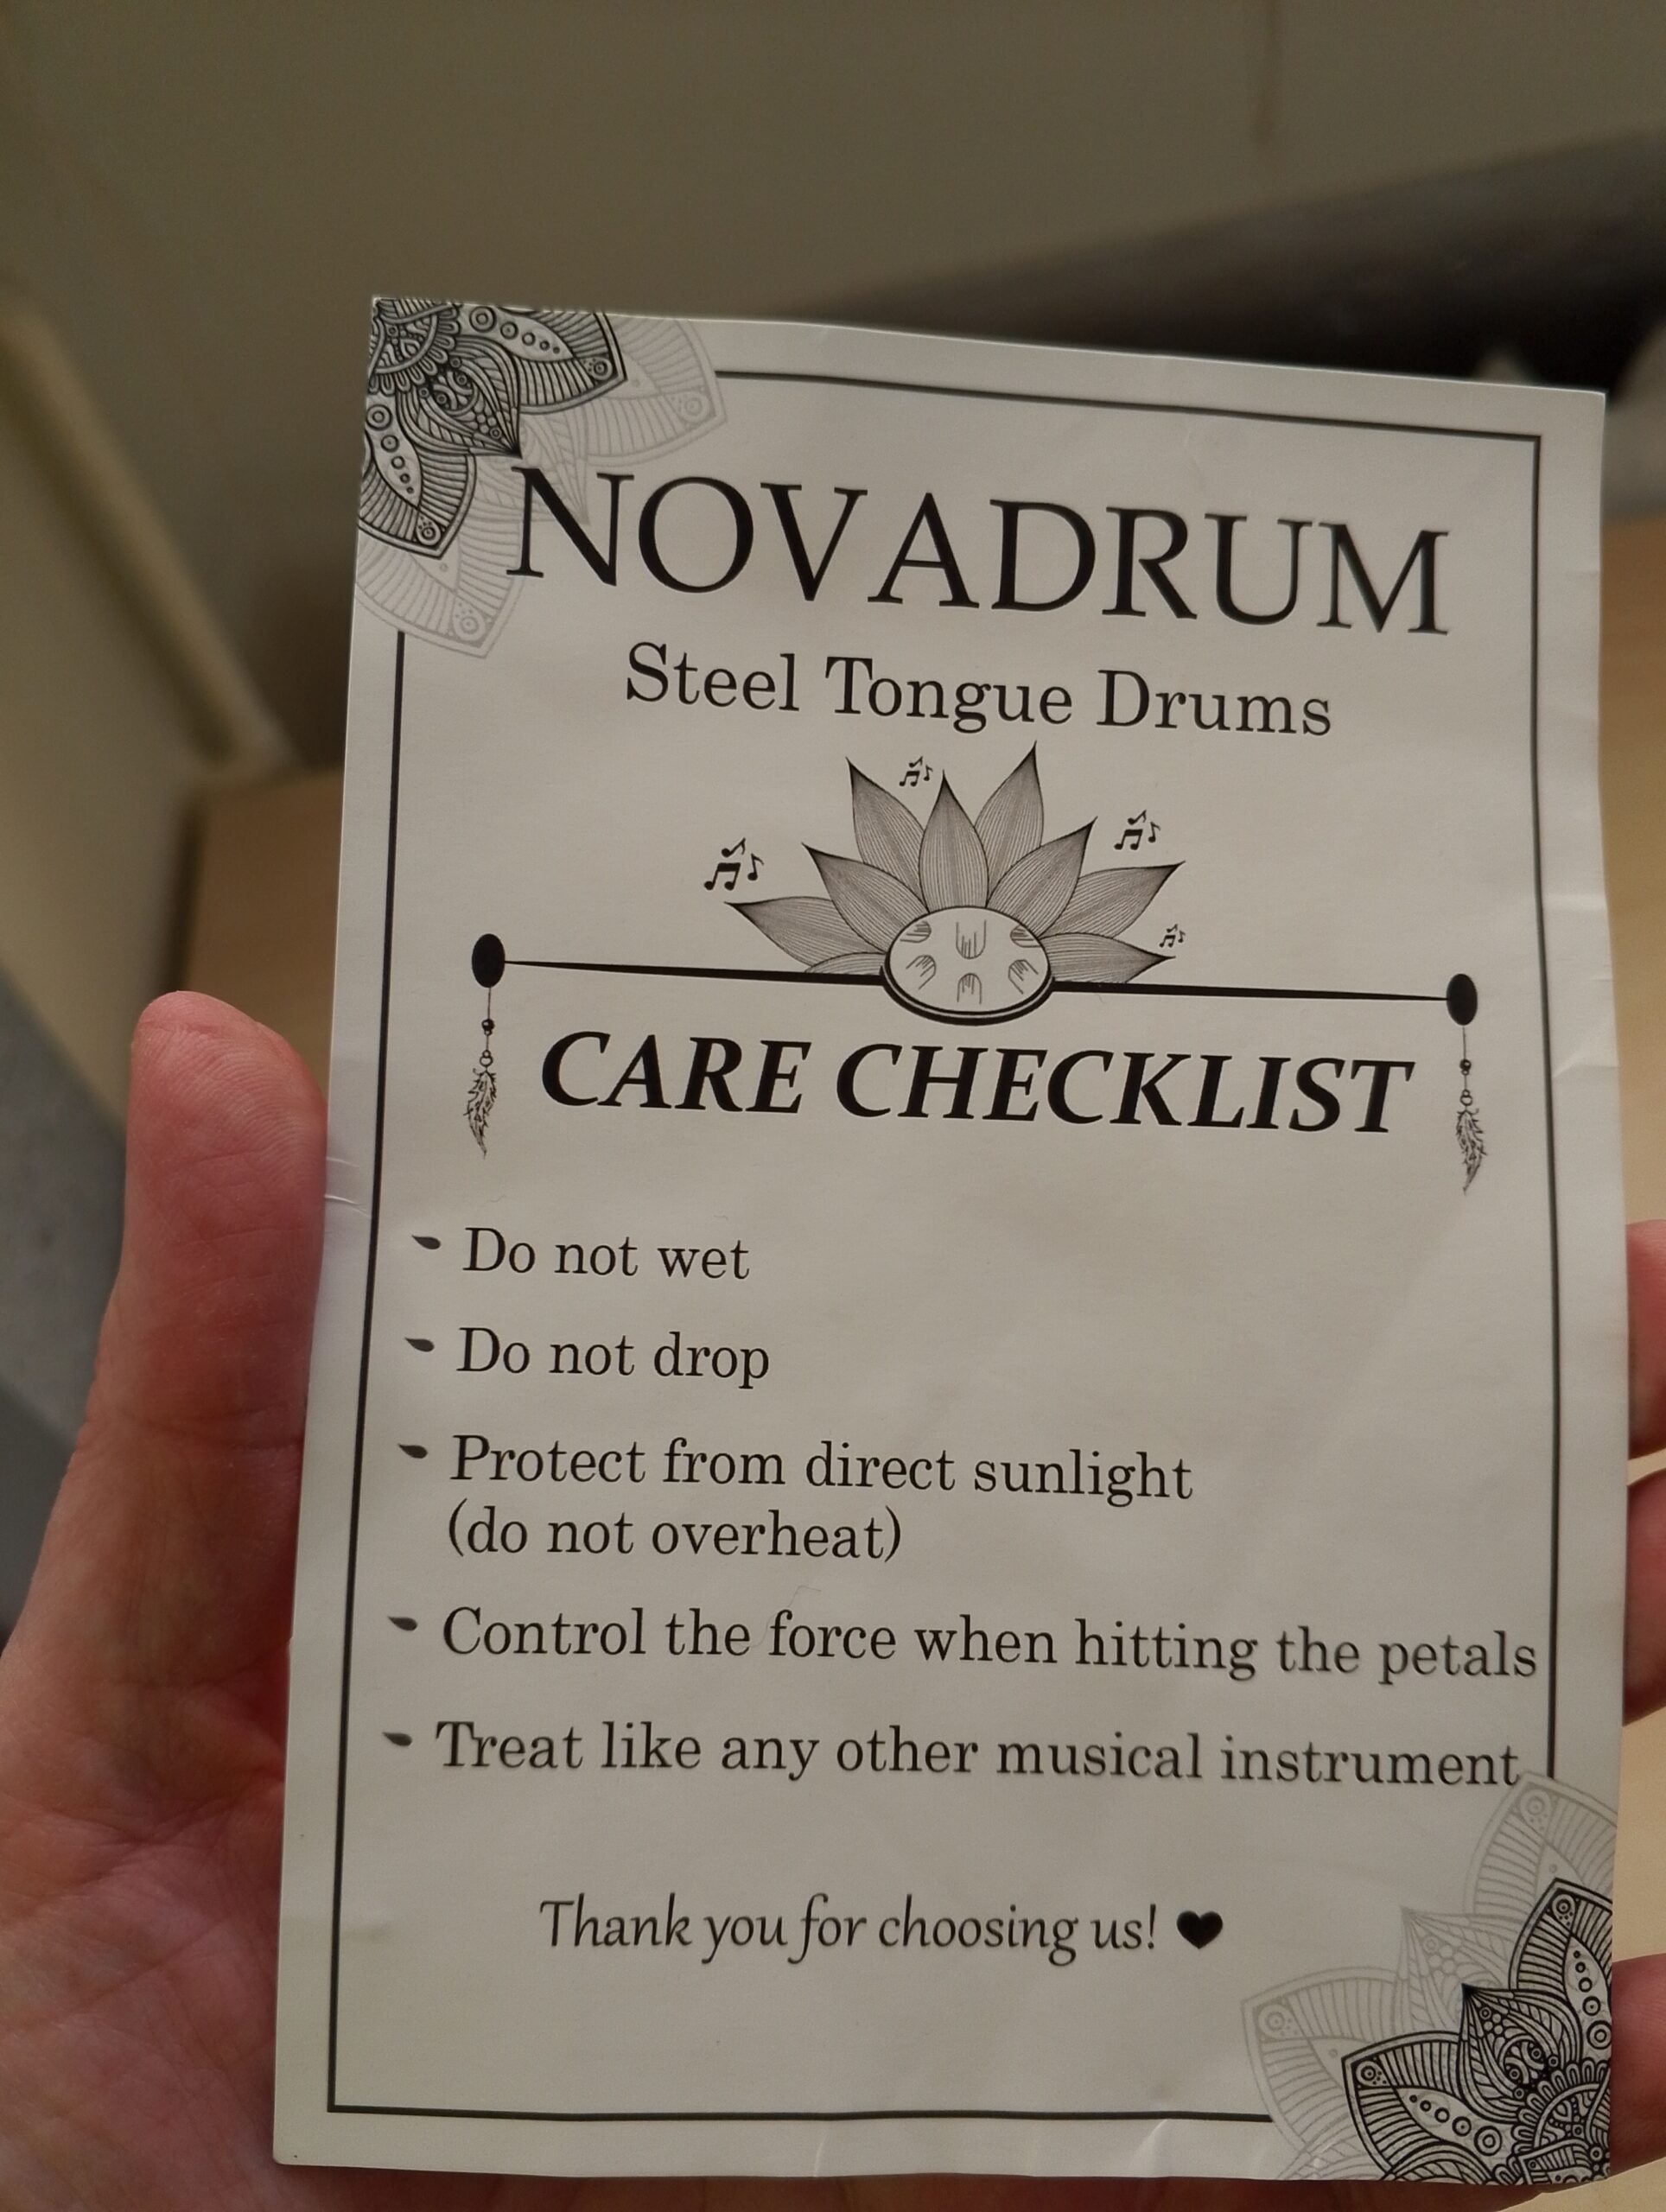 NOVADRUM
Steel Tongue Drums
CARE CHECKLIST
- Do not wet
- Do not drop
- Protect from direct sunlight
(do not overheat)
- Control the force when hitting the petals
- Treat like any other musical instrument
Thank you for choosing us! ♥